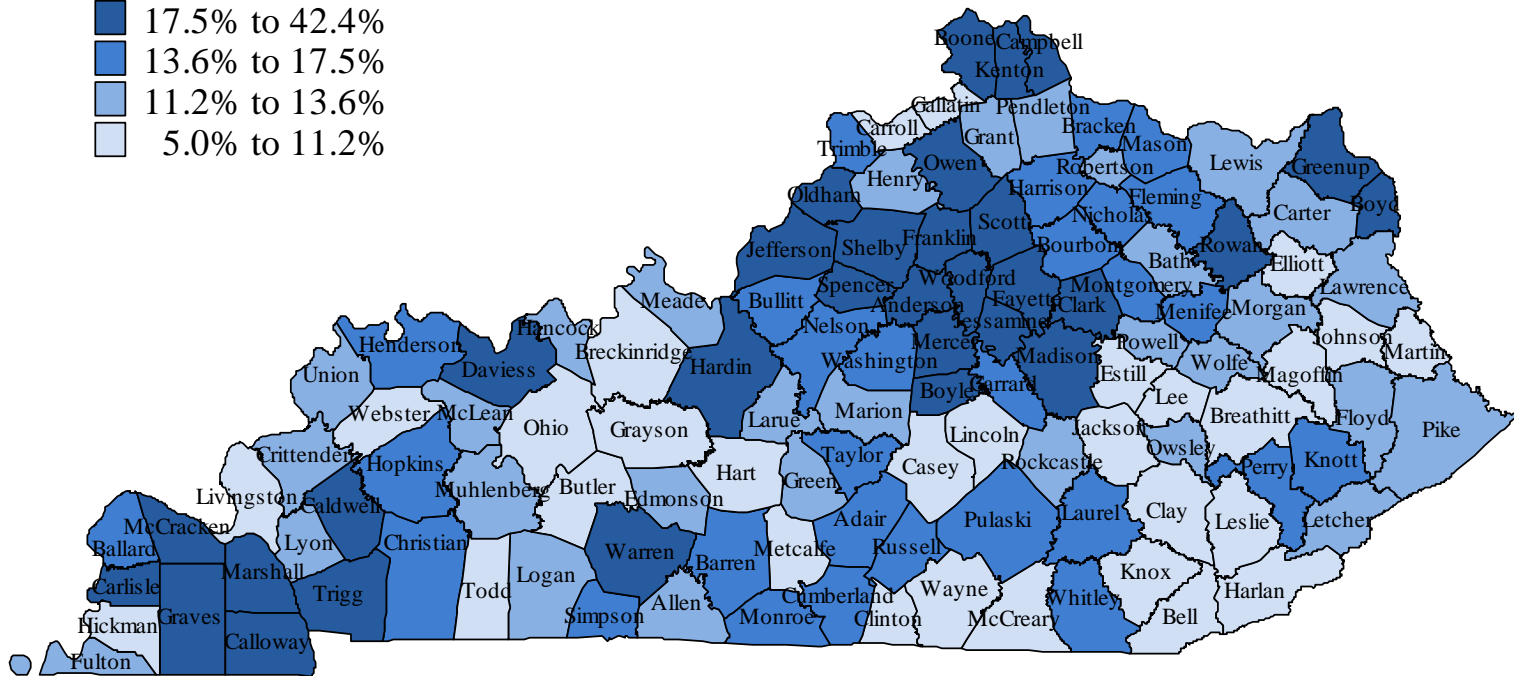 17.5% to 42.4%
13.6% to 17.5%
11.2% to 13.6%
5.0% to 11.2%
Boone
Campbell
Kenton
Gallatin
Pendleton
Carroll
Grant
Bracken
Trimble
Mason
Owen
Robertson
Lewis
Greenup
Henry
Harrison
Oldham
Fleming
Boyd
Nicholas
Carter
Scott
Franklin
Jefferson
Shelby
Bourbon
Rowan
Bath
Elliott
Woodford
Spencer
Montgomery
Lawrence
Meade
Bullitt
Anderson
Fayette
Clark
Menifee
Morgan
Jessamine
Nelson
Hancock
Henderson
Breckinridge
Mercer
Powell
Johnson
Washington
Madison
Martin
Hardin
Wolfe
Daviess
Union
Estill
Magoffin
Garrard
Boyle
Lee
Webster
McLean
Marion
Breathitt
Larue
Floyd
Ohio
Grayson
Lincoln
Jackson
Pike
Crittenden
Taylor
Owsley
Hopkins
Casey
Rockcastle
Perry
Knott
Hart
Green
Muhlenberg
Butler
Livingston
Edmonson
Caldwell
Clay
Laurel
Adair
Pulaski
Leslie
Letcher
McCracken
Lyon
Christian
Ballard
Warren
Metcalfe
Russell
Barren
Marshall
Logan
Knox
Carlisle
Trigg
Todd
Wayne
Harlan
Cumberland
Whitley
Allen
Graves
Simpson
Monroe
Clinton
McCreary
Bell
Hickman
Calloway
Fulton